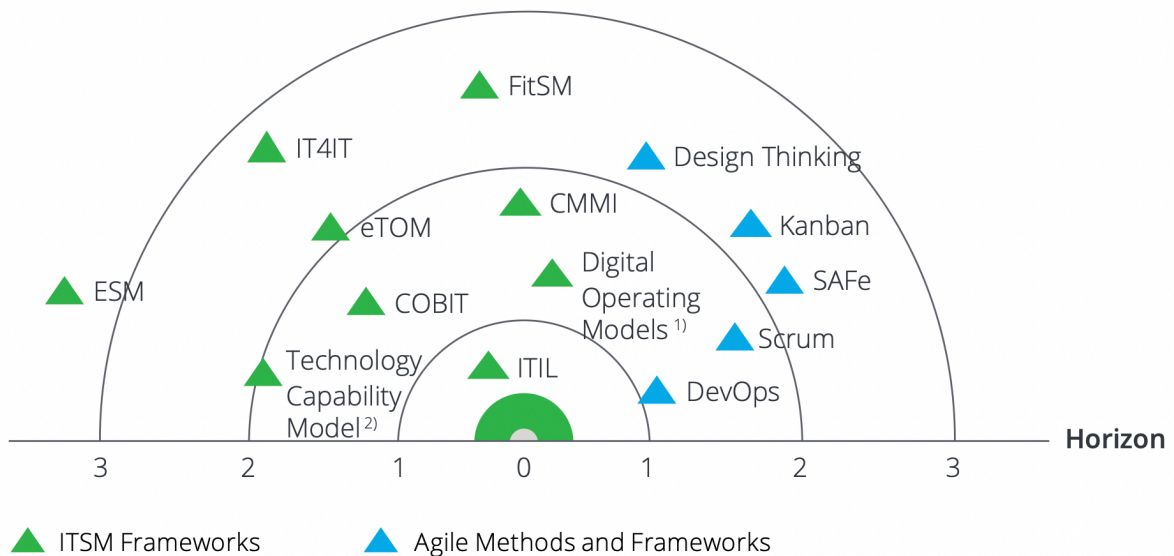 FitSM
IT4IT
Design Thinking
CMMI
Kanban
eTOM
Digital
Operating
Models 1)
SAFe
ESM
COBIT
Scrum
Technology
Capability
Model 2)
ITIL
DevOps
Horizon
3 2 1 0 1 2 3
ITSM Frameworks
Agile Methods and Frameworks